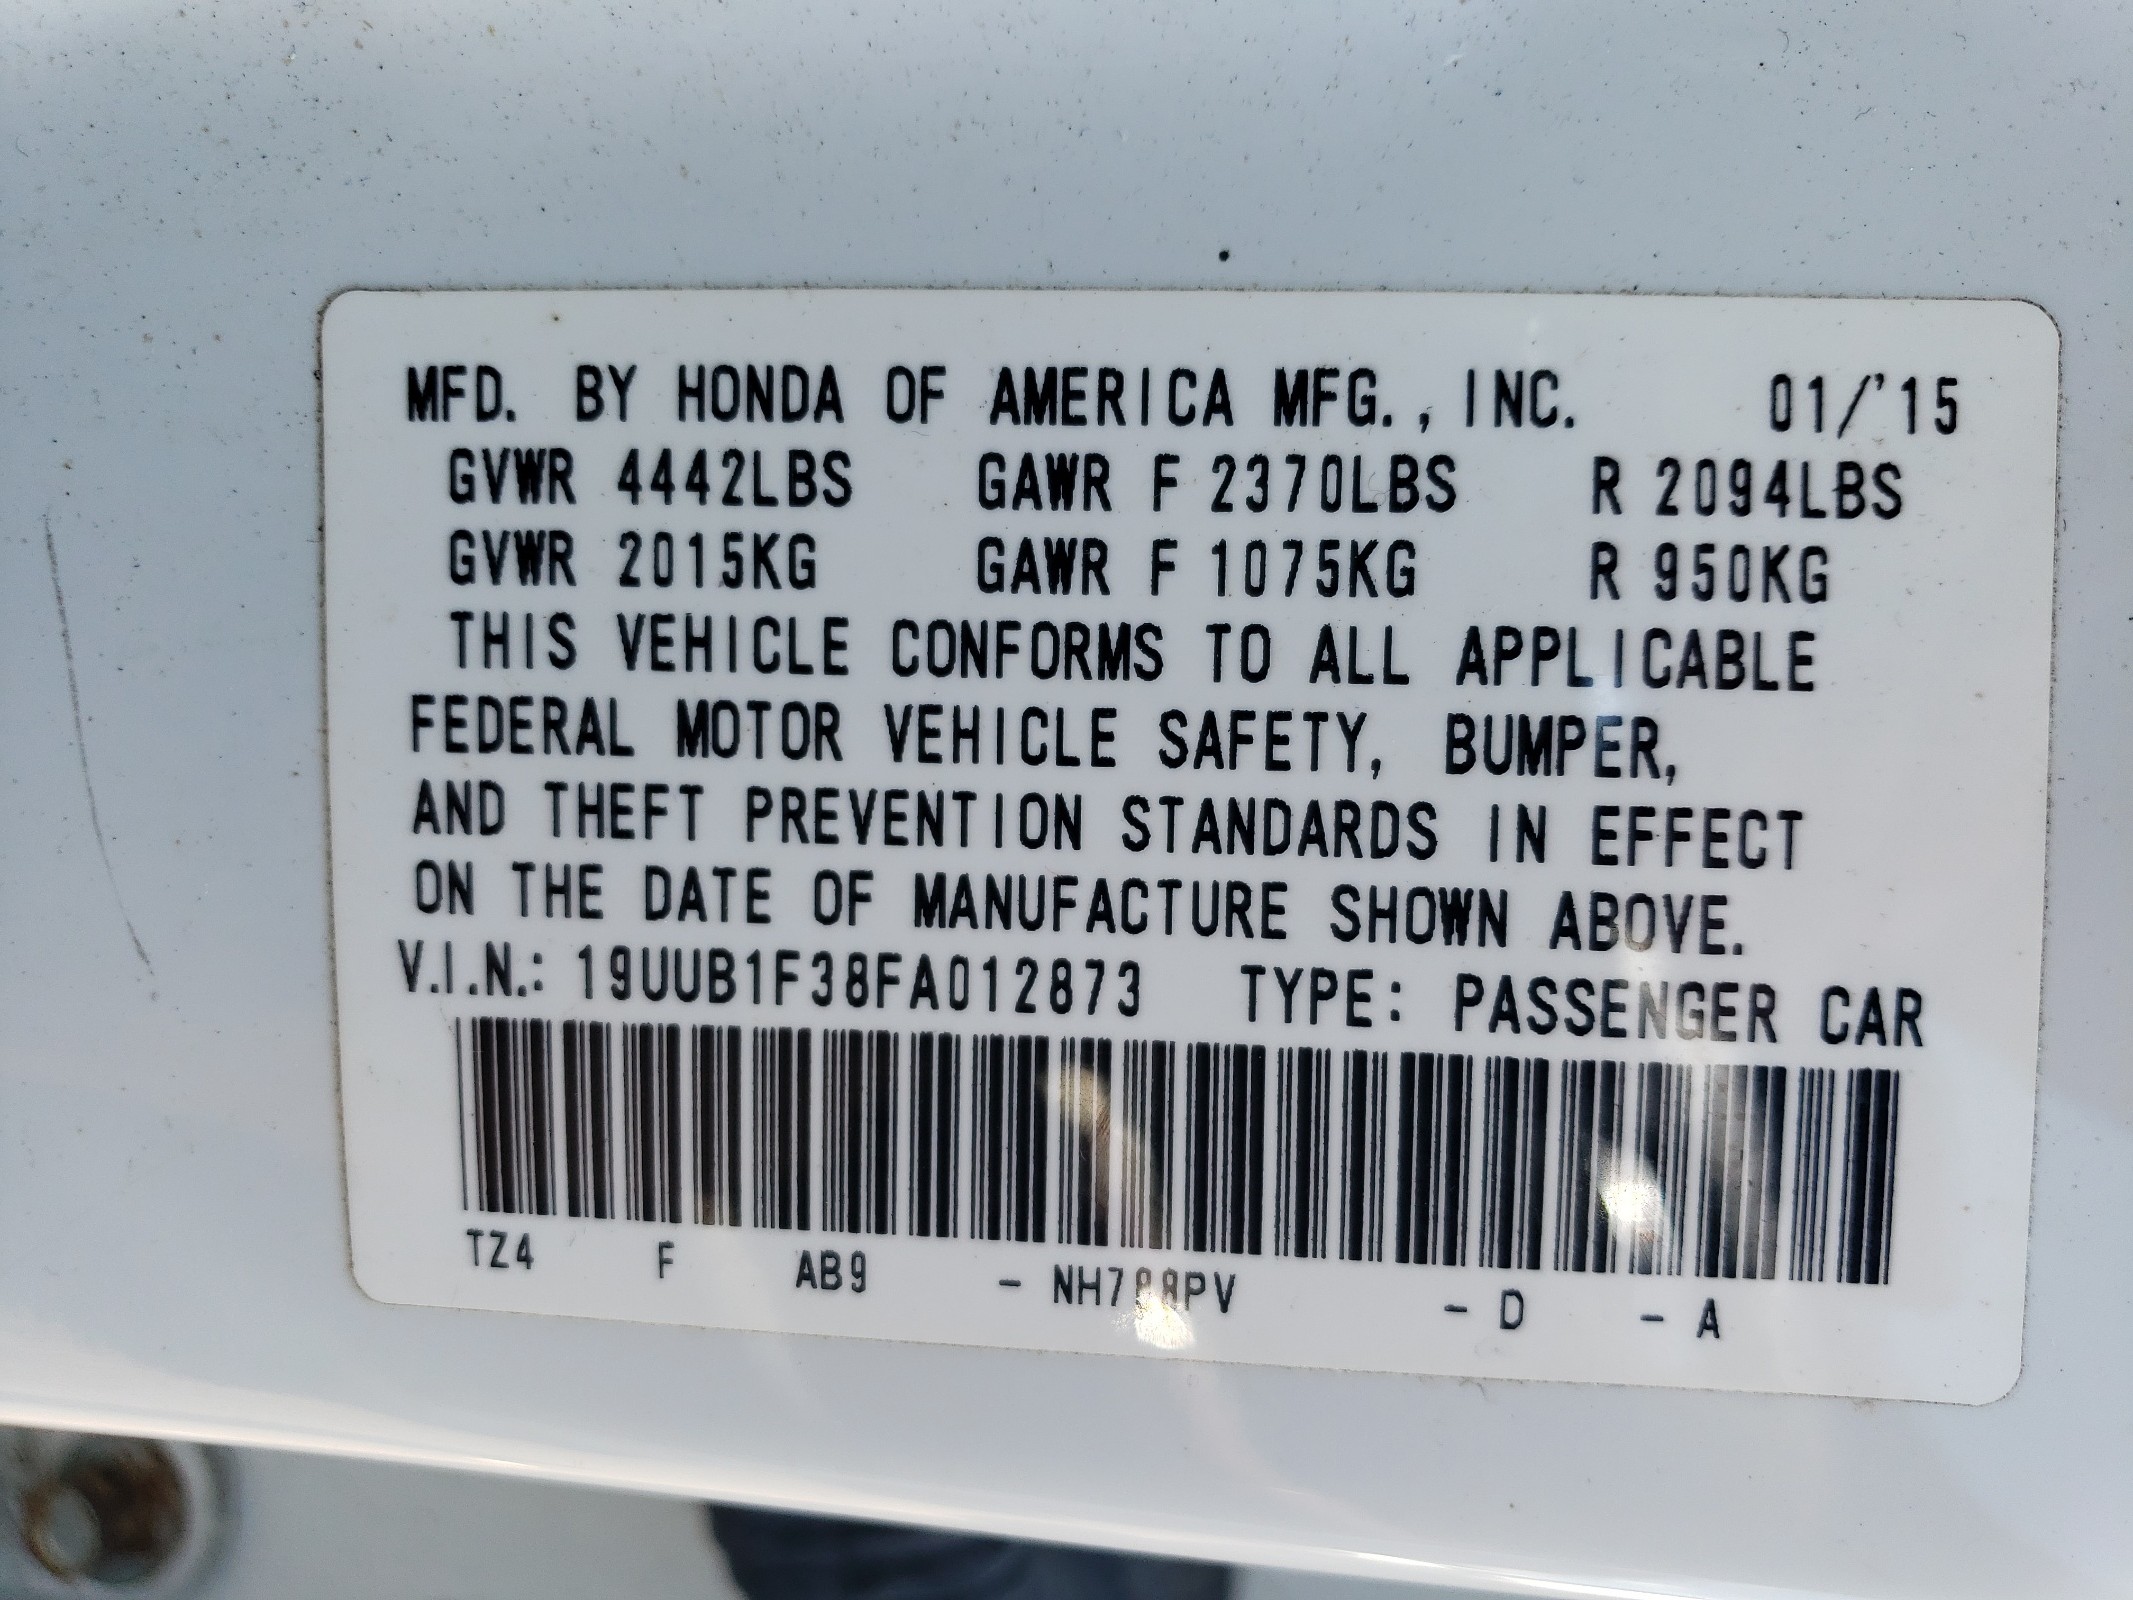 MFD. BY HONDA OF AMERICA MFG., INC. 01/'15
GVWR 4442LBS GAWR F 2370LBS R 2094LBS
GVWR 2015KG GAWR F 1075KG R 950KG
THIS VEHICLE CONFORMS TO ALL APPLICABLE
FEDERAL MOTOR VEHICLE SAFETY, BUMPER,
AND THEFT PREVENTION STANDARDS IN EFFECT
ON THE DATE OF MANUFACTURE SHOWN ABOVE.
V.I.N.: 19UUB1F38FA012873 TYPE: PASSENGER CAR
TZ4 F AB9 - NH788PV - D - A